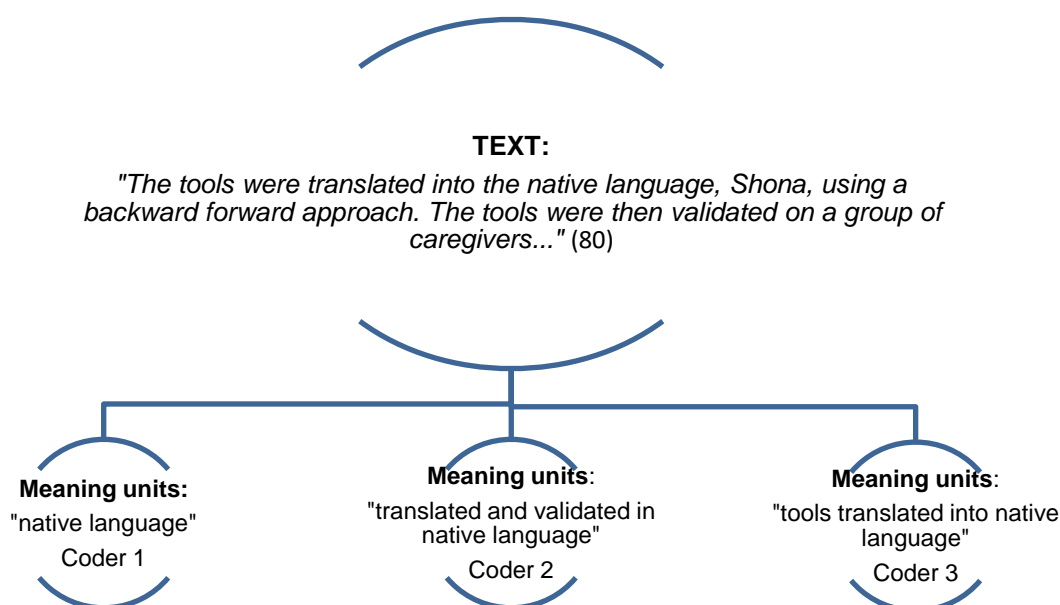 TEXT:
"The tools were translated into the native language, Shona, using a
backward forward approach. The tools were then validated on a group of
caregivers..." (80)
Meaning units:
"native language"
Coder 1
Meaning units:
"translated and validated in
native language"
Coder 2
Meaning units:
"tools translated into native
language"
Coder 3